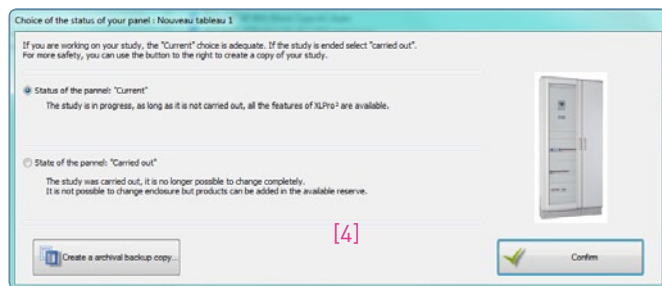 Choice of the status of your panel : Nouveau tableau 1
If you are working on your study, the "Current" choice is adequate. If the study is ended select "carried out".
For more safety, you can use the button to the right to create a copy of your study.
Status of the pannel: "Current"
The study is in progress, as long as it is not carried out, all the features of XLPro² are available.
State of the pannel: "Carried out"
The study was carried out, it is no longer possible to change completely.
It is not possible to change enclosure but products can be added in the available reserve.
[4]
Create a archival backup copy...
Confirm